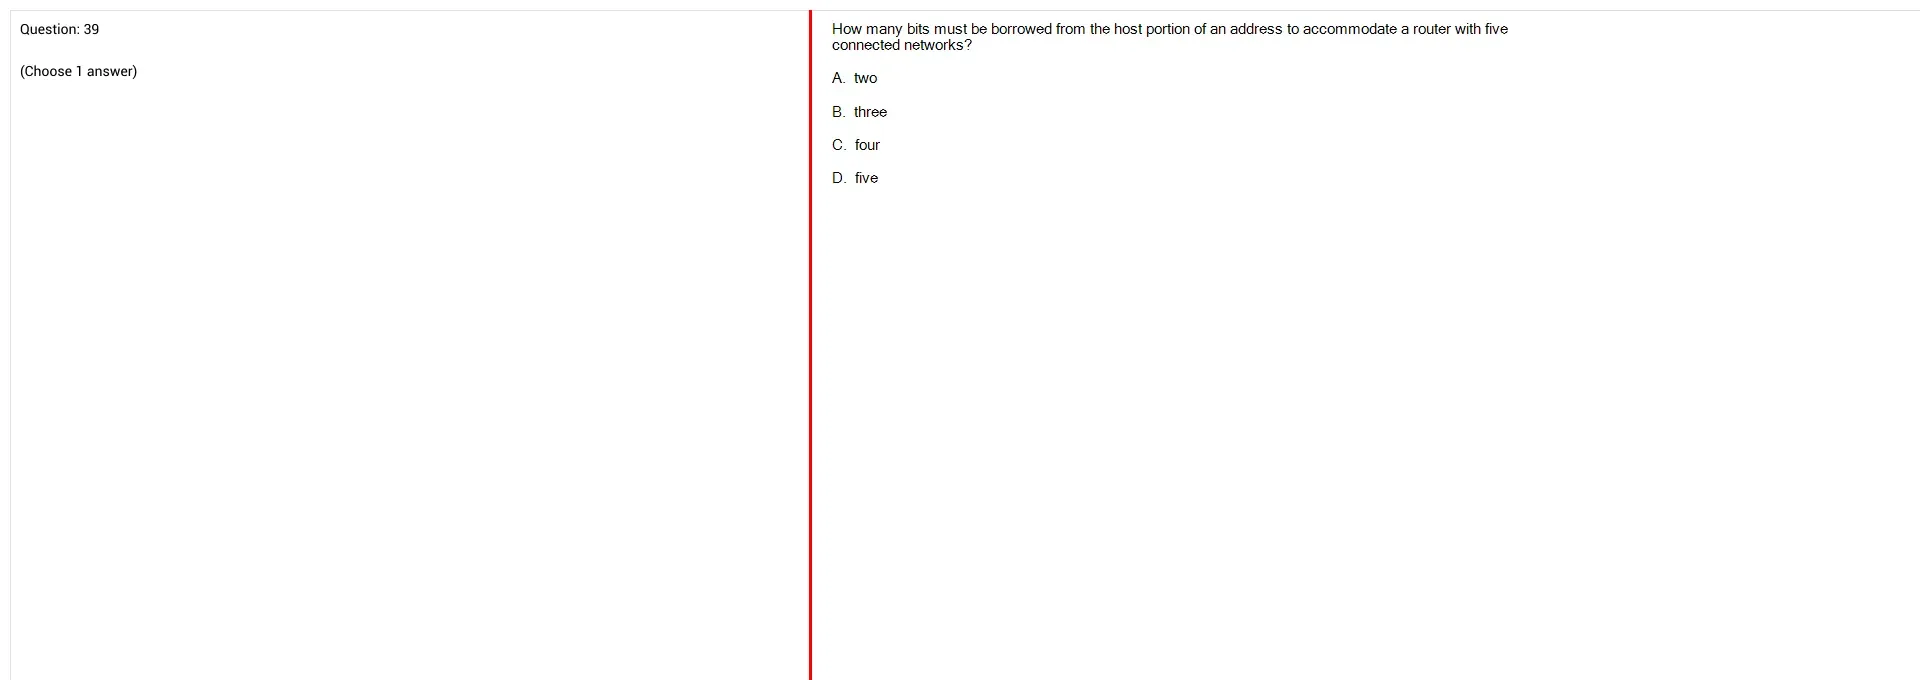 Question: 39
(Choose 1 answer)
How many bits must be borrowed from the host portion of an address to accommodate a router with five
connected networks?
A. two
B. three
C. four
D. five